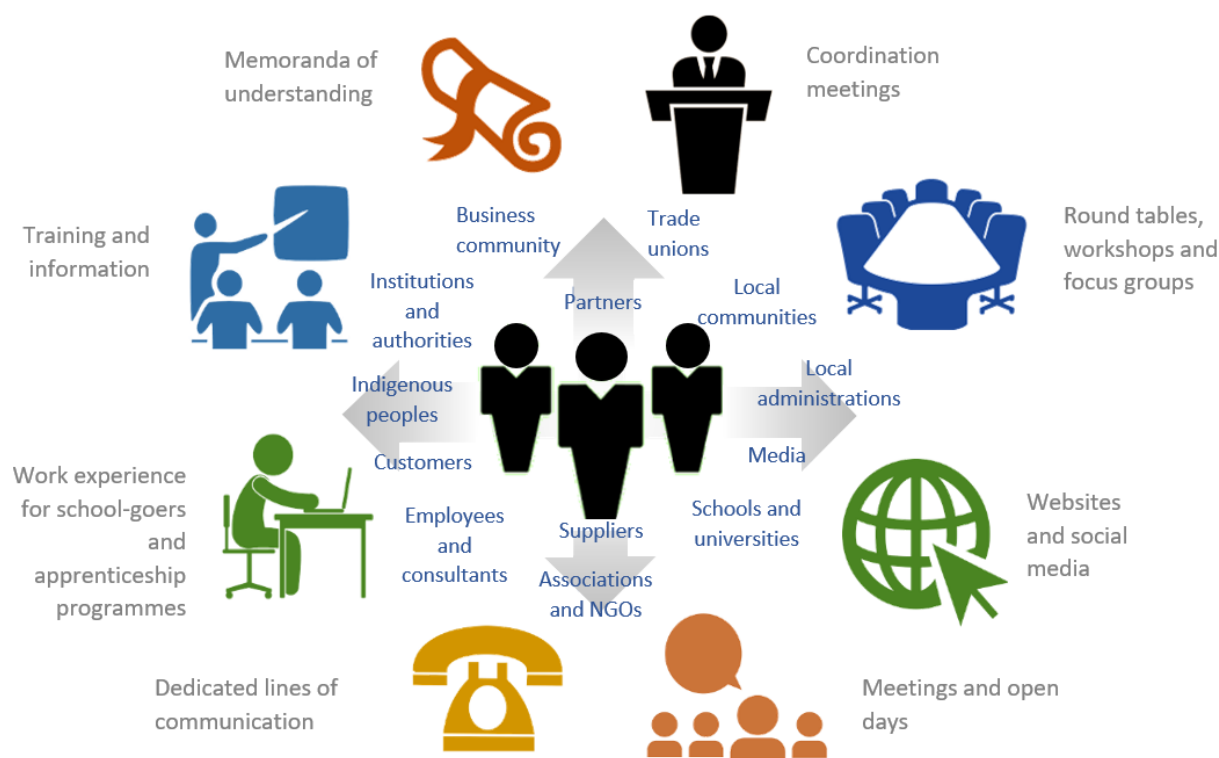 Memoranda of
understanding
Coordination
meetings
Training and
information
Business
community
Trade
unions
Round tables,
workshops and
focus groups
Institutions
and
authorities
Partners
Local
communities
Indigenous
peoples
Local
administrations
Customers
Media
Work experience
for school-goers
and
apprenticeship
programmes
Employees
and
consultants
Suppliers
Schools and
universities
Websites
and social
media
Associations
and NGOs
Dedicated lines of
communication
Meetings and open
days